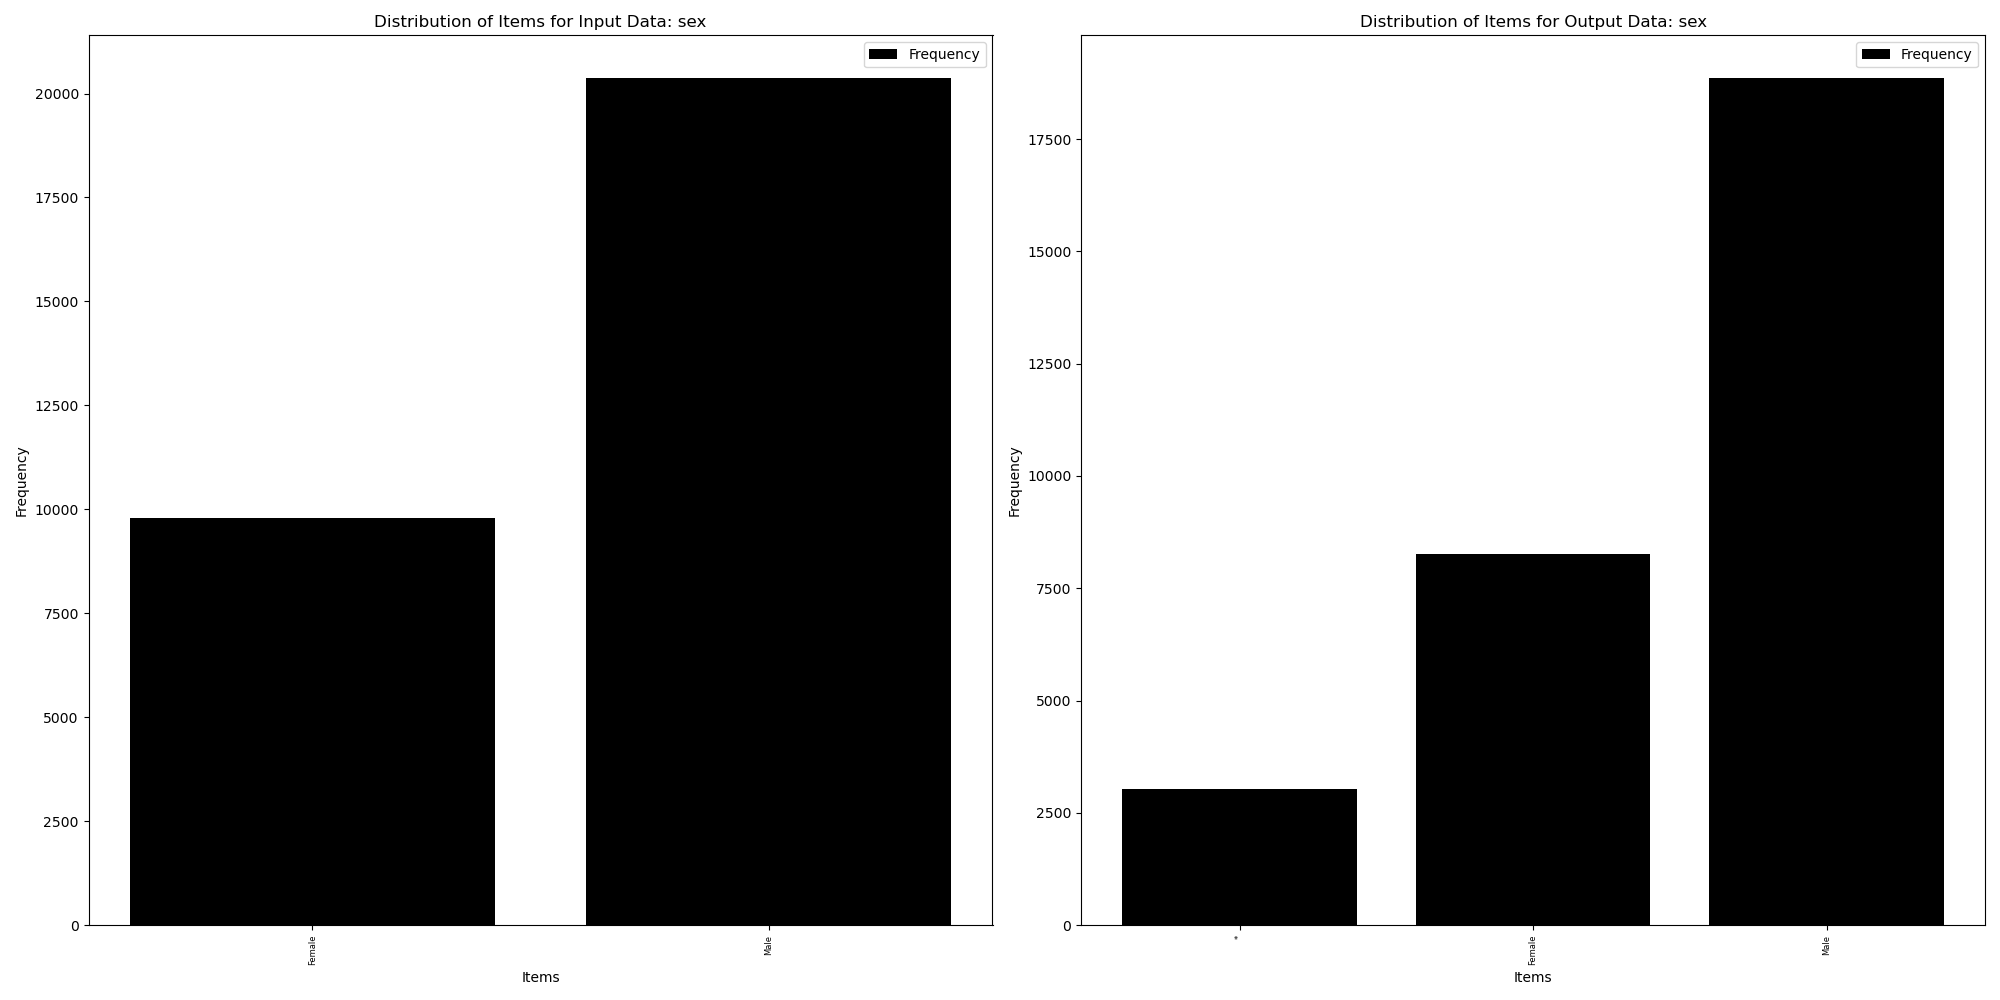 Distribution of Items for Input Data: sex
Frequency
20000
17500
15000
12500
10000
7500
5000
2500
0
Frequency
Female
Male
Items
Distribution of Items for Output Data: sex
Frequency
17500
15000
12500
10000
7500
5000
2500
0
Frequency
*
Female
Male
Items